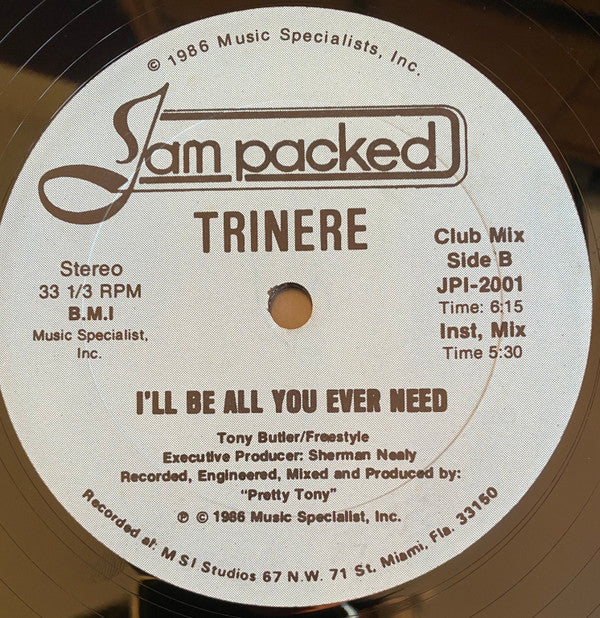 © 1986 Music Specialists, Inc.
Jam packed
TRINERE
Stereo
33 1/3 RPM
B.M.I
Music Specialist,
Inc.
Club Mix
Side B
JPI-2001
Time: 6:15
Inst, Mix
Time 5:30
I'LL BE ALL YOU EVER NEED
Tony Butler/Freestyle
Executive Producer: Sherman Nealy
Recorded, Engineered, Mixed and Produced by:
"Pretty Tony"
℗ © 1986 Music Specialist, Inc.
Recorded at: M S I Studios 67 N.W. 71 St. Miami, Fla. 33150